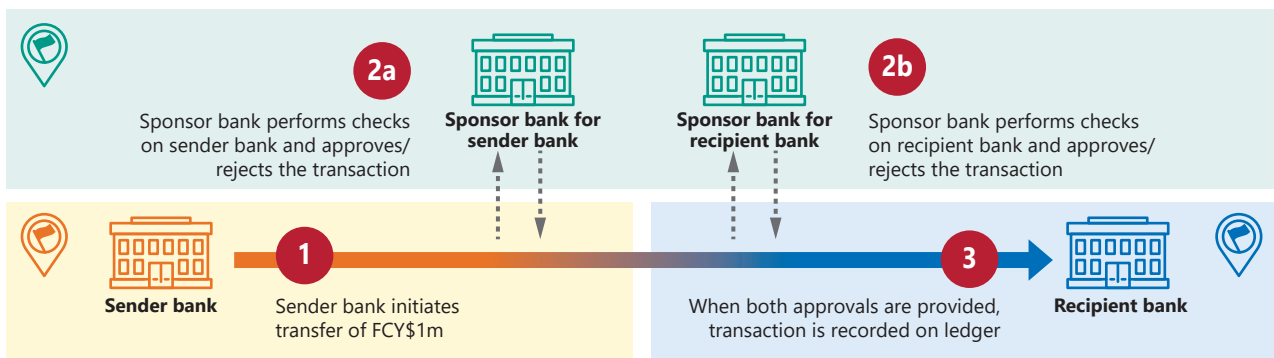 2a
Sponsor bank performs checks
on sender bank and approves/
rejects the transaction
Sponsor bank for
sender bank
Sponsor bank for
recipient bank
2b
Sponsor bank performs checks
on recipient bank and approves/
rejects the transaction
Sender bank
1
Sender bank initiates
transfer of FCY$1m
3
When both approvals are provided,
transaction is recorded on ledger
Recipient bank